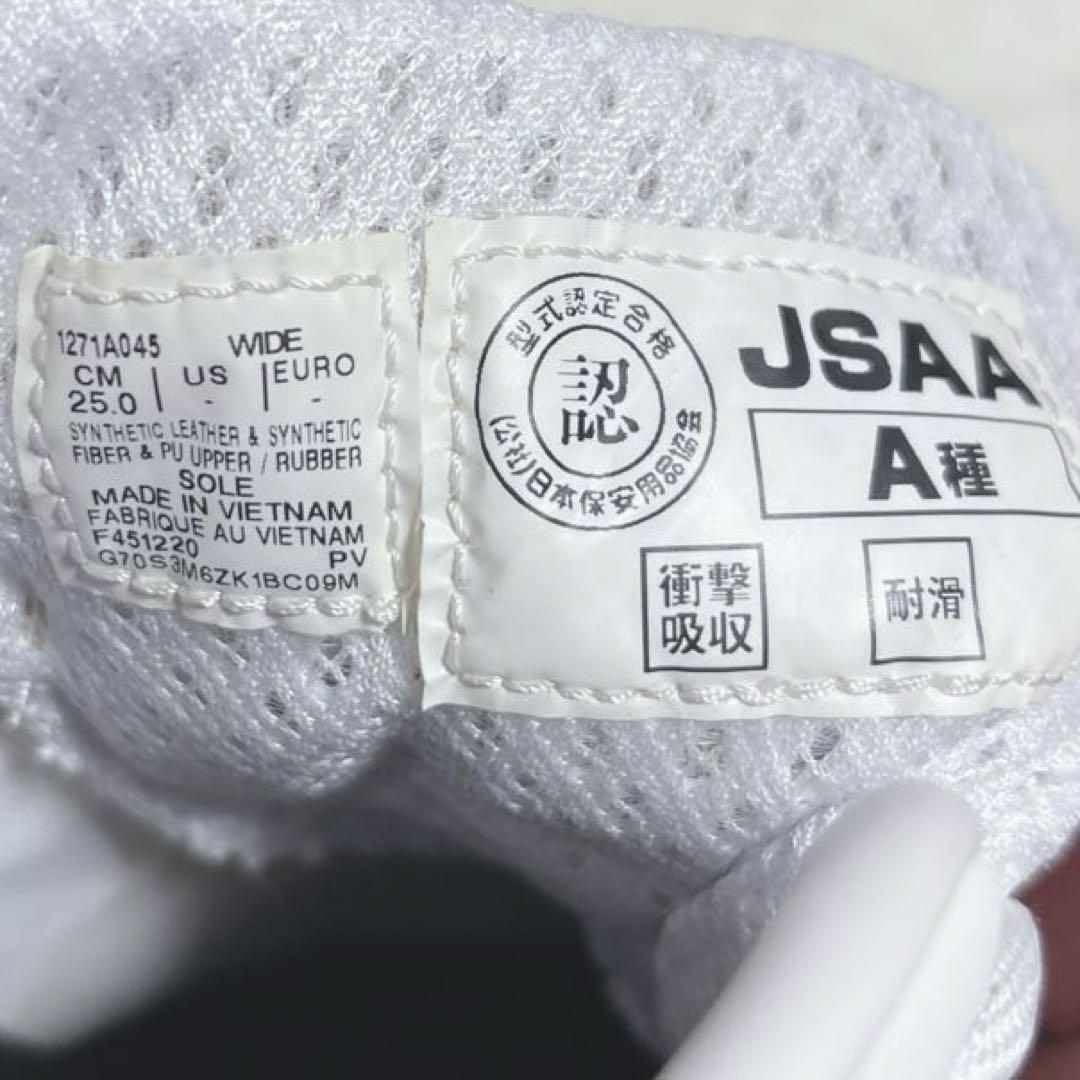 1271A045 WIDE
CM | US | EURO
25.0 - -
SYNTHETIC LEATHER & SYNTHETIC
FIBER & PU UPPER / RUBBER
SOLE
MADE IN VIETNAM
FABRIQUE AU VIETNAM
F451220 PV
G70S3M6ZK1BC09M
型式認定合格
認
(公社)日本保安用品協会
JSAA
A種
衝撃
吸収
耐滑